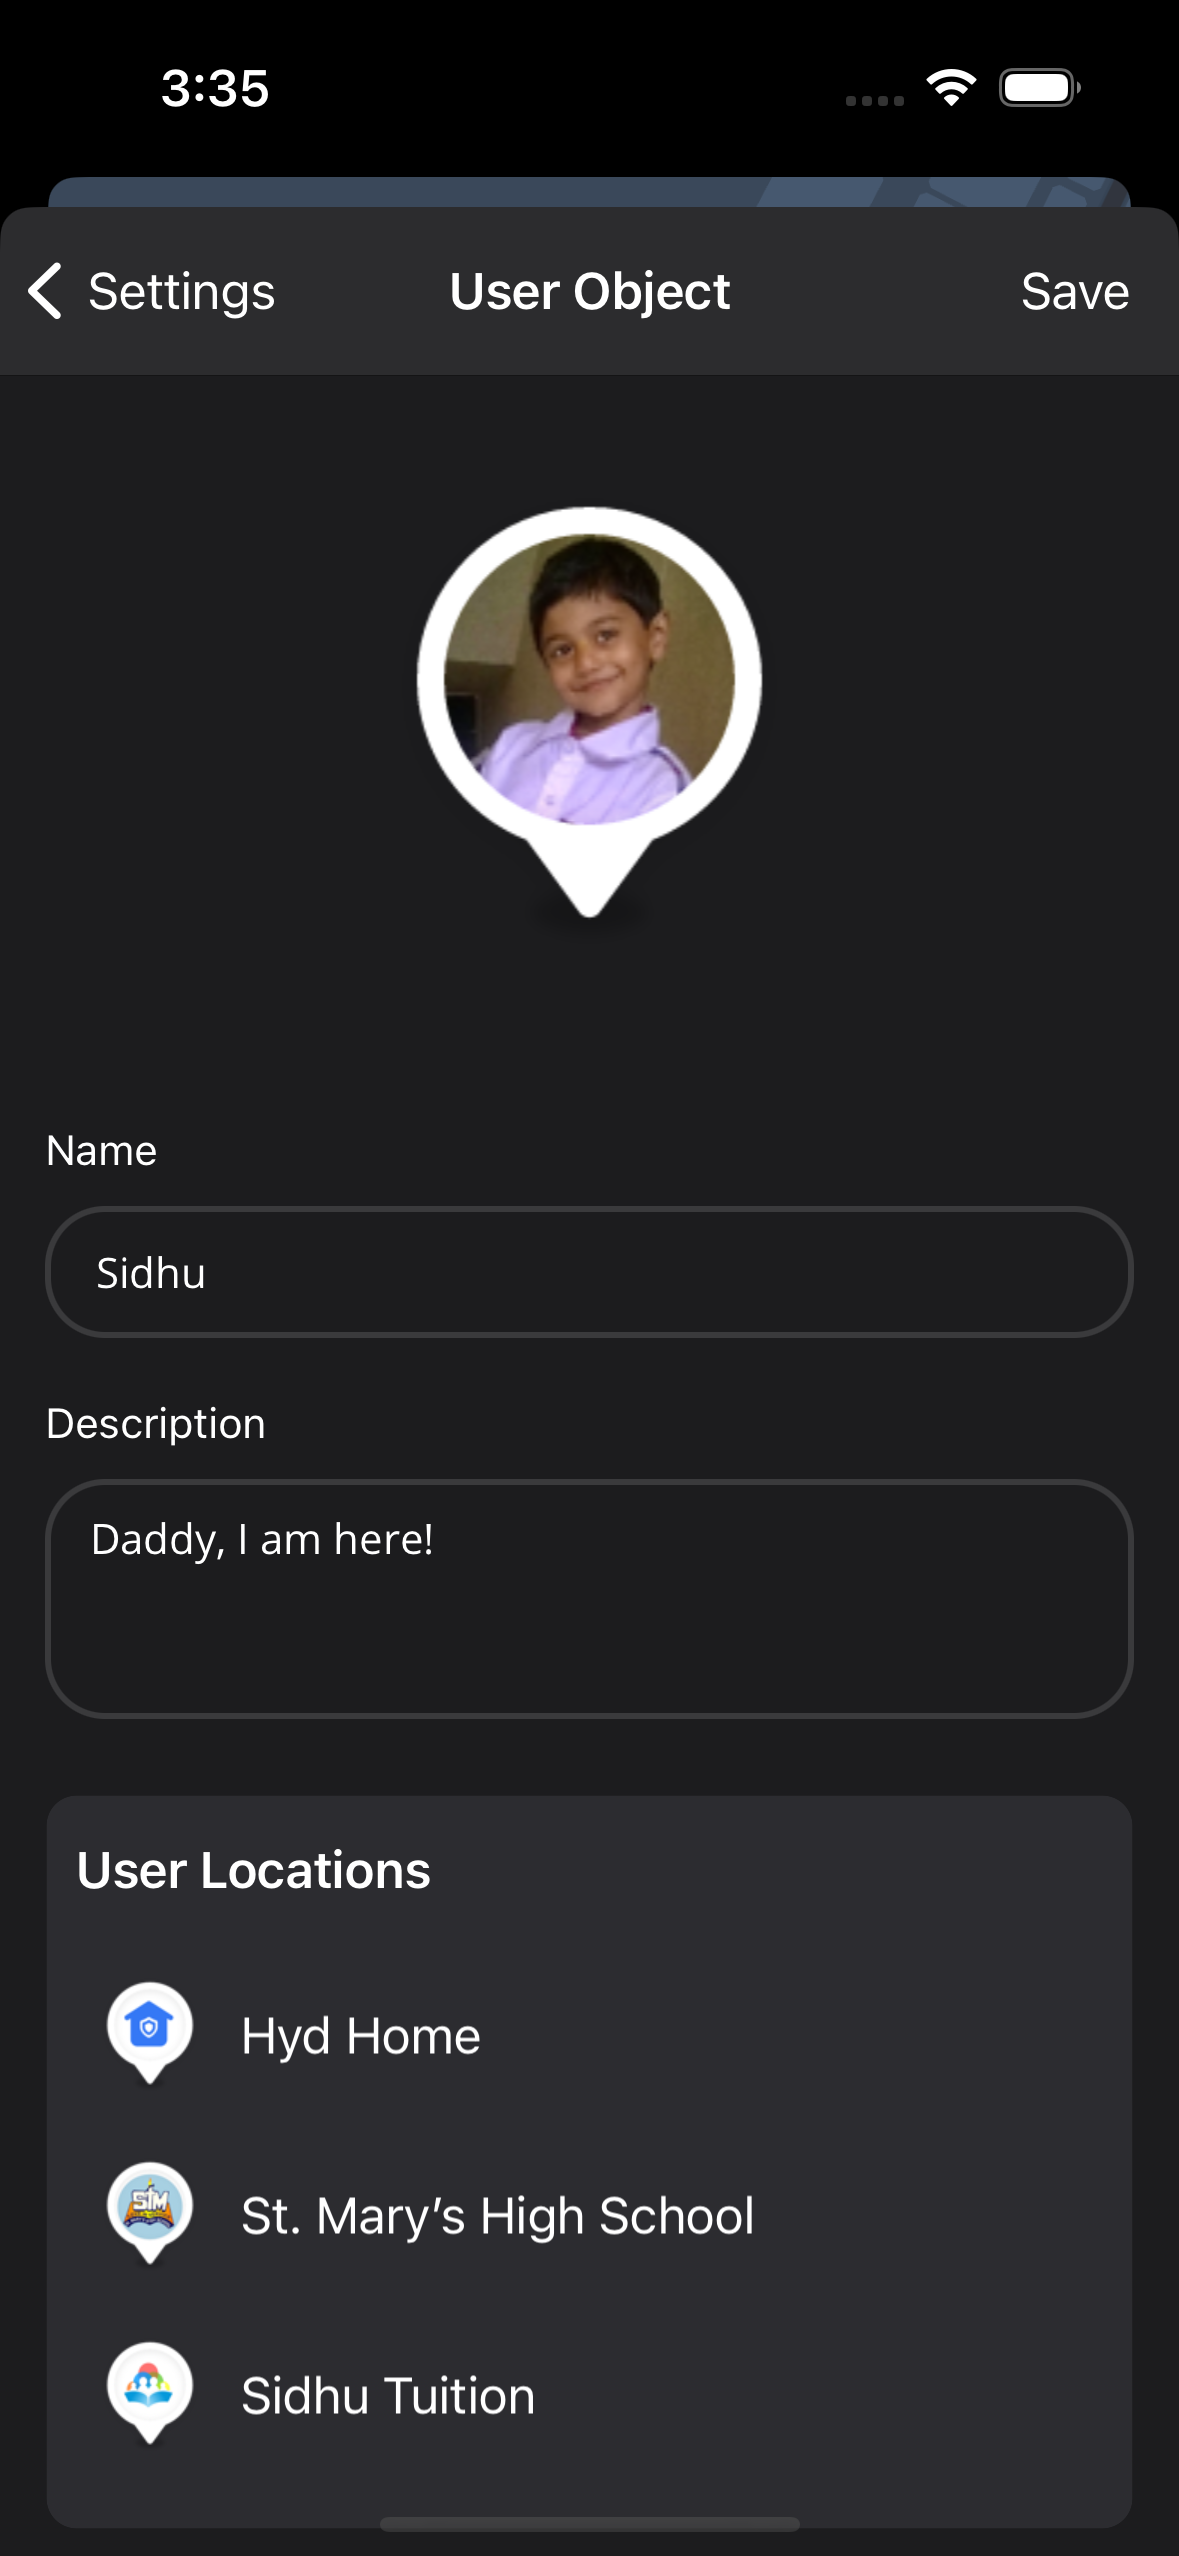 3:35
Settings
User Object
Save
Name
Sidhu
Description
Daddy, I am here!
User Locations
Hyd Home
STM
St. Mary’s High School
Sidhu Tuition